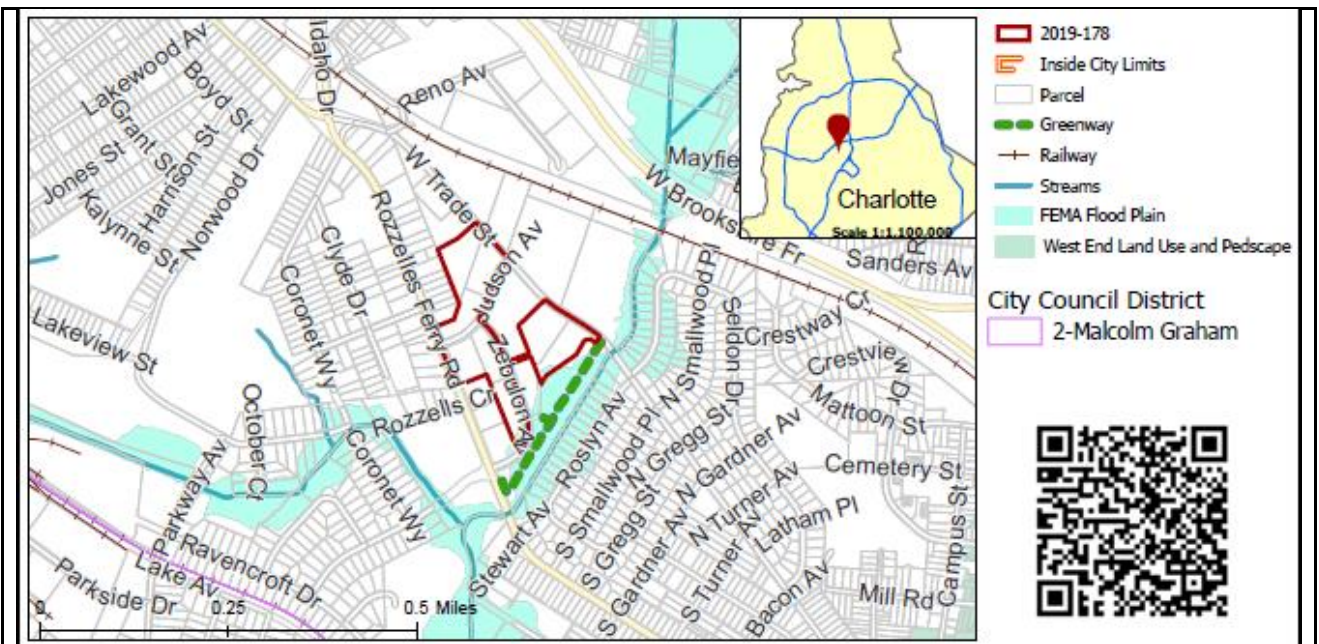 Lakewood Av
Boyd St
Grant St
Harrison St
Jones St
Kalynne St
Norwood Dr
Idaho Dr
Reno Av
W Trade St
Rozzelles Ferry Rd
Judson Av
Zebulon Av
Clyde Dr
Coronet Wy
Lakeview St
October Ct
Rozzells Cr
Parkway Av
Coronet Wy
Ravencroft Dr
Lake Av
Parkside Dr
Stewart Av
Roslyn Av
S Smallwood Pl
N Smallwood Pl
Seldon Dr
N Gregg St
S Gregg St
N Gardner Av
S Gardner Av
N Turner Av
S Turner Av
Latham Pl
Bacon Av
Mill Rd
Campus St
Cemetery St
Mattoon St
Crestview Dr
Crestway Cr
Sanders Av
W Brookshire Fr
Mayfie
Charlotte
Scale 1:1,100,000
0 0.25 0.5 Miles
2019-178
Inside City Limits
Parcel
Greenway
Railway
Streams
FEMA Flood Plain
West End Land Use and Pedscape
City Council District
2-Malcolm Graham